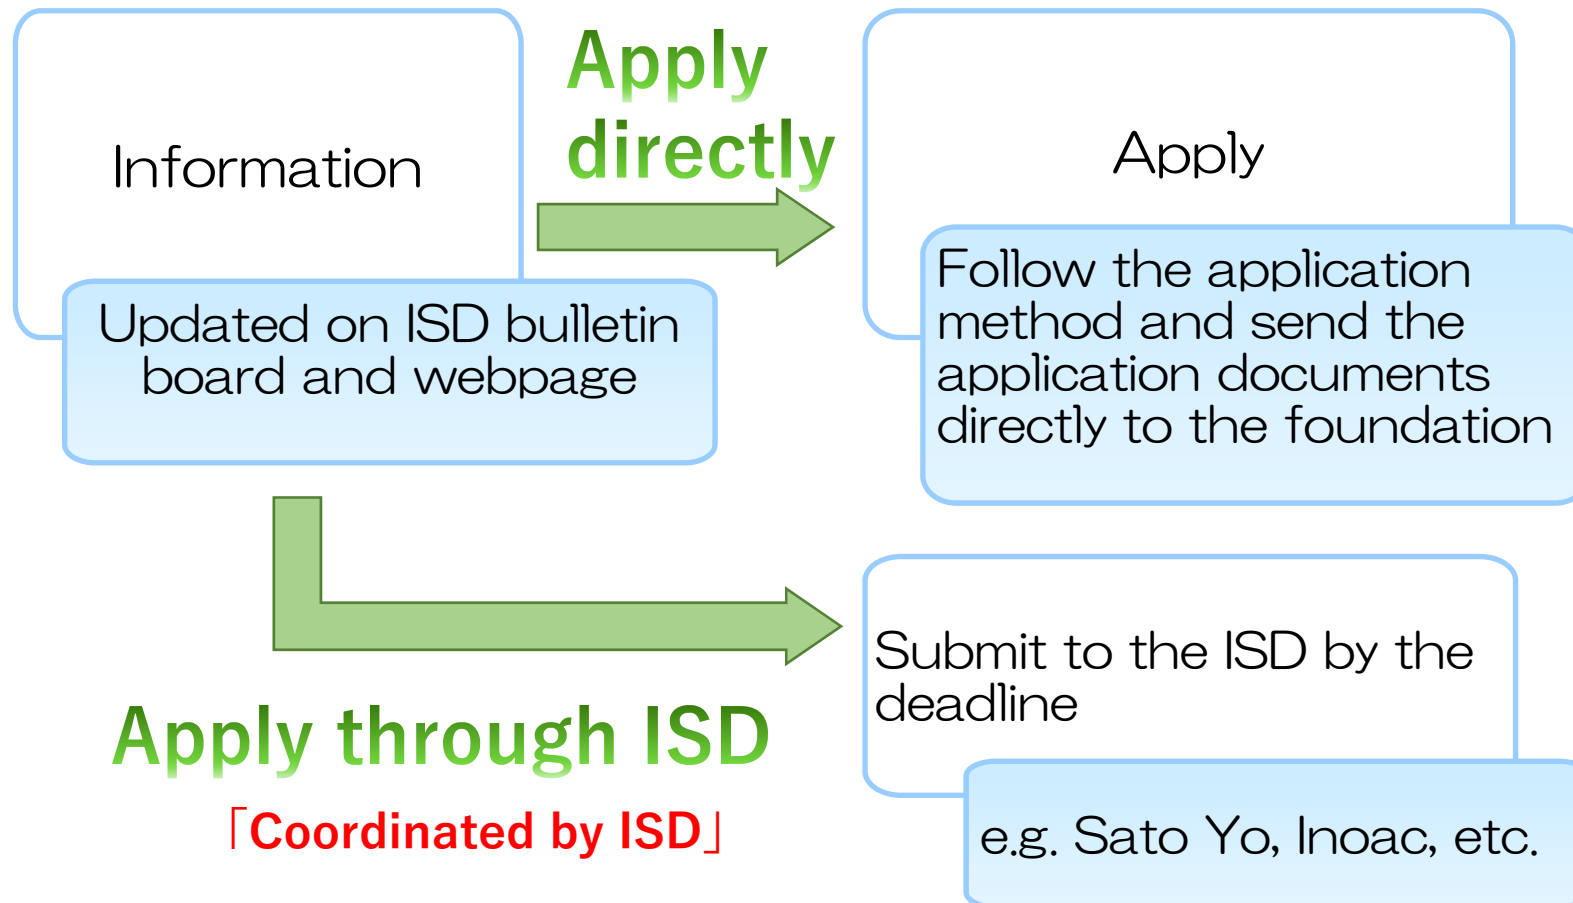 Information
Updated on ISD bulletin
board and webpage
Apply
directly
Apply
Follow the application
method and send the
application documents
directly to the foundation
Apply through ISD
「Coordinated by ISD」
Submit to the ISD by the
deadline
e.g. Sato Yo, Inoac, etc.